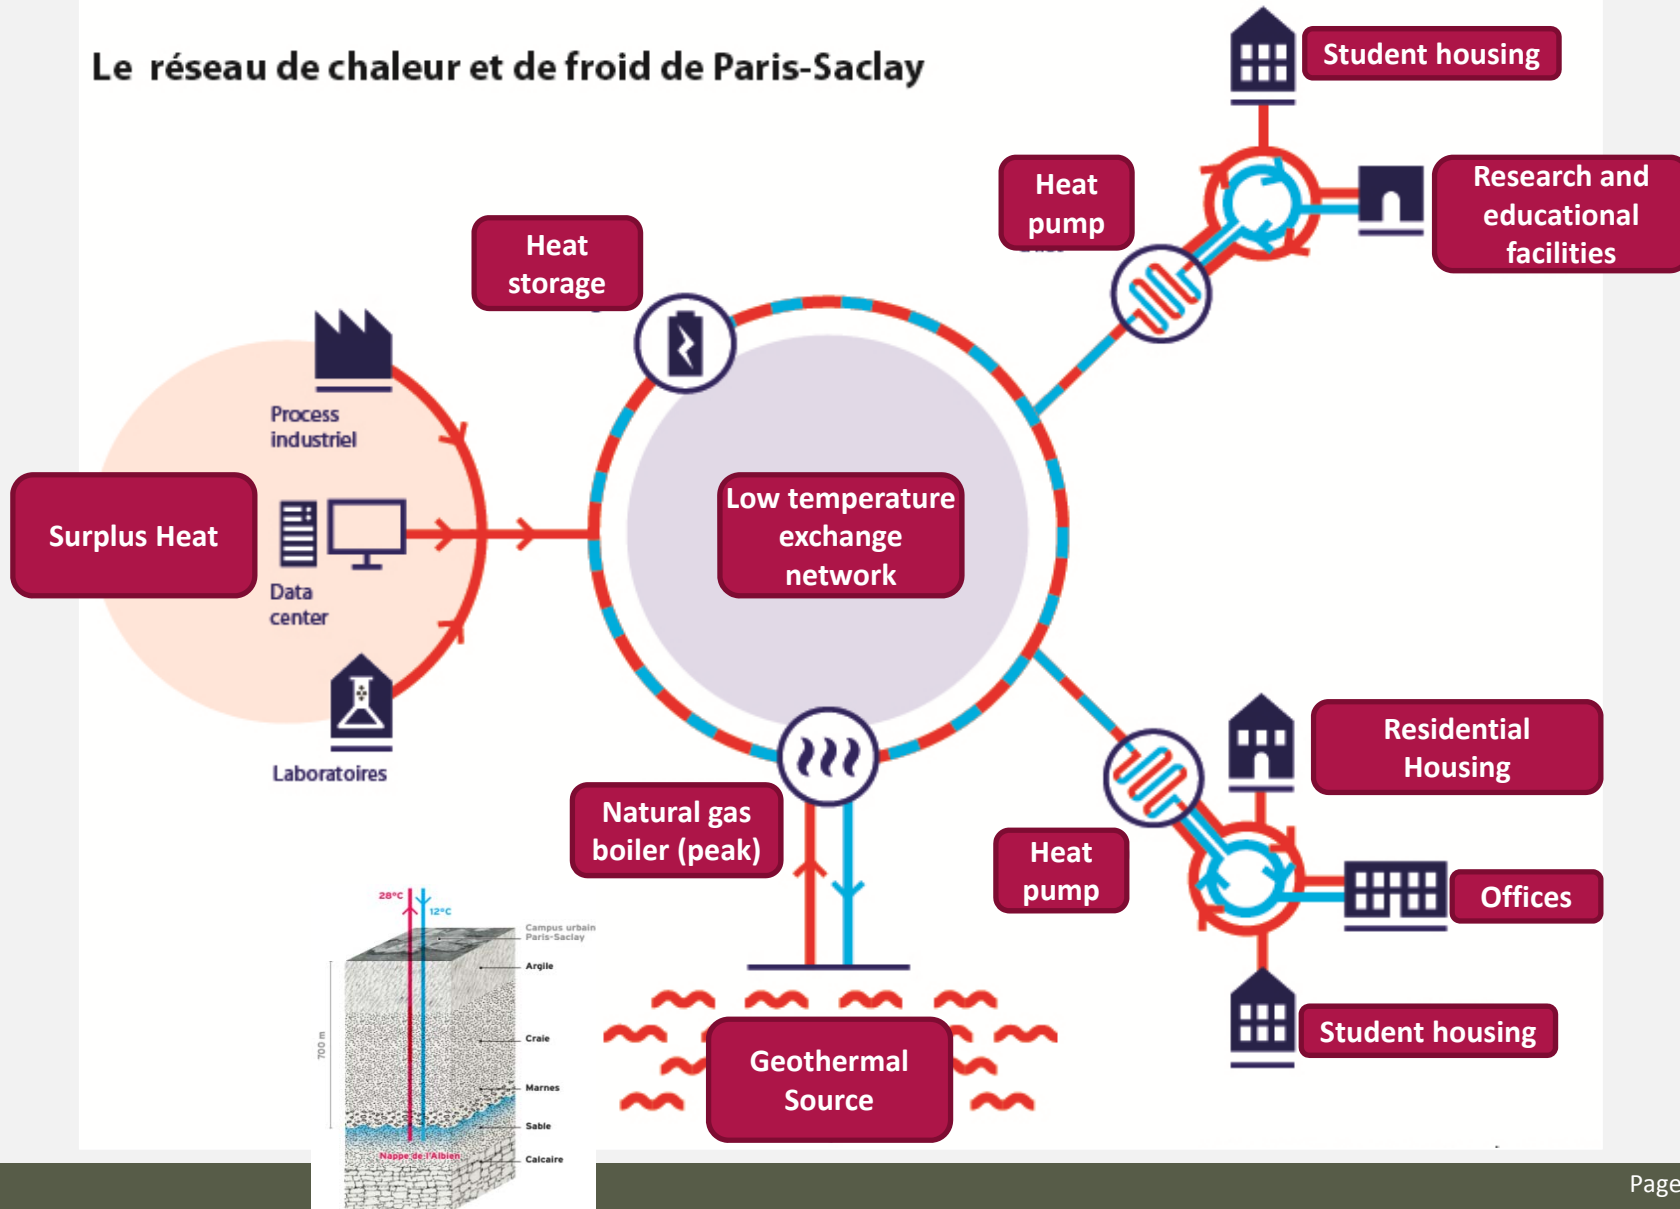 Le réseau de chaleur et de froid de Paris-Saclay
Student housing
Heat
pump
Research and
educational
facilities
Heat
storage
Process
industriel
Surplus Heat
Data
center
Low temperature
exchange
network
Laboratoires
Natural gas
boiler (peak)
Residential
Housing
Heat
pump
Offices
Student housing
Geothermal
Source
28°C
12°C
Campus urbain
Paris-Saclay
Argile
700 m
Craie
Marnes
Sable
Nappe de l'Albien
Calcaire
Page